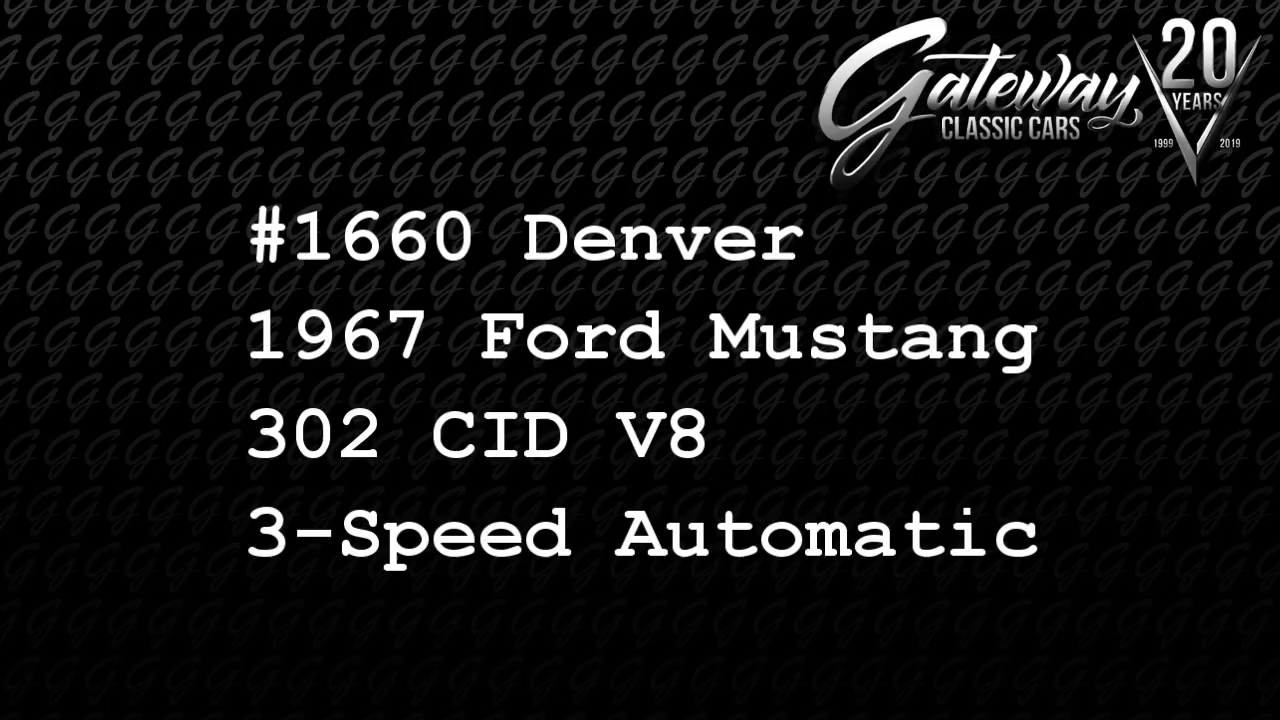 Gateway
CLASSIC CARS
20
YEARS
1999 2019
#1660 Denver
1967 Ford Mustang
302 CID V8
3-Speed Automatic